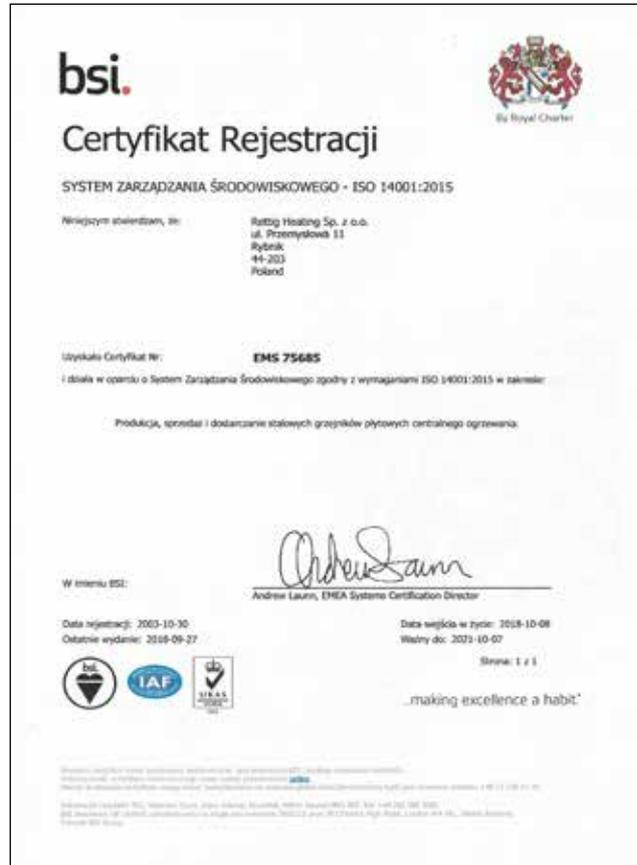 bsi.
By Royal Charter
Certyfikat Rejestracji
SYSTEM ZARZĄDZANIA ŚRODOWISKOWEGO - ISO 14001:2015
Niniejszym stwierdzam, że:
Rettig Heating Sp. z o.o.
ul. Przemysłowa 11
Rybnik
44-203
Poland
Uzyskało Certyfikat Nr:
EMS 75685
i działa w oparciu o System Zarządzania Środowiskowego zgodny z wymaganiami ISO 14001:2015 w zakresie:
Produkcja, sprzedaż i dostarczanie stalowych grzejników płytowych centralnego ogrzewania.
W imieniu BSI:
Andrew Launn, EMEA Systems Certification Director
Data rejestracji: 2003-10-30
Ostatnie wydanie: 2018-09-27
Data wejścia w życie: 2018-10-08
Ważny do: 2021-10-07
Strona: 1 z 1
bsi.
IAF
UKAS
...making excellence a habit.